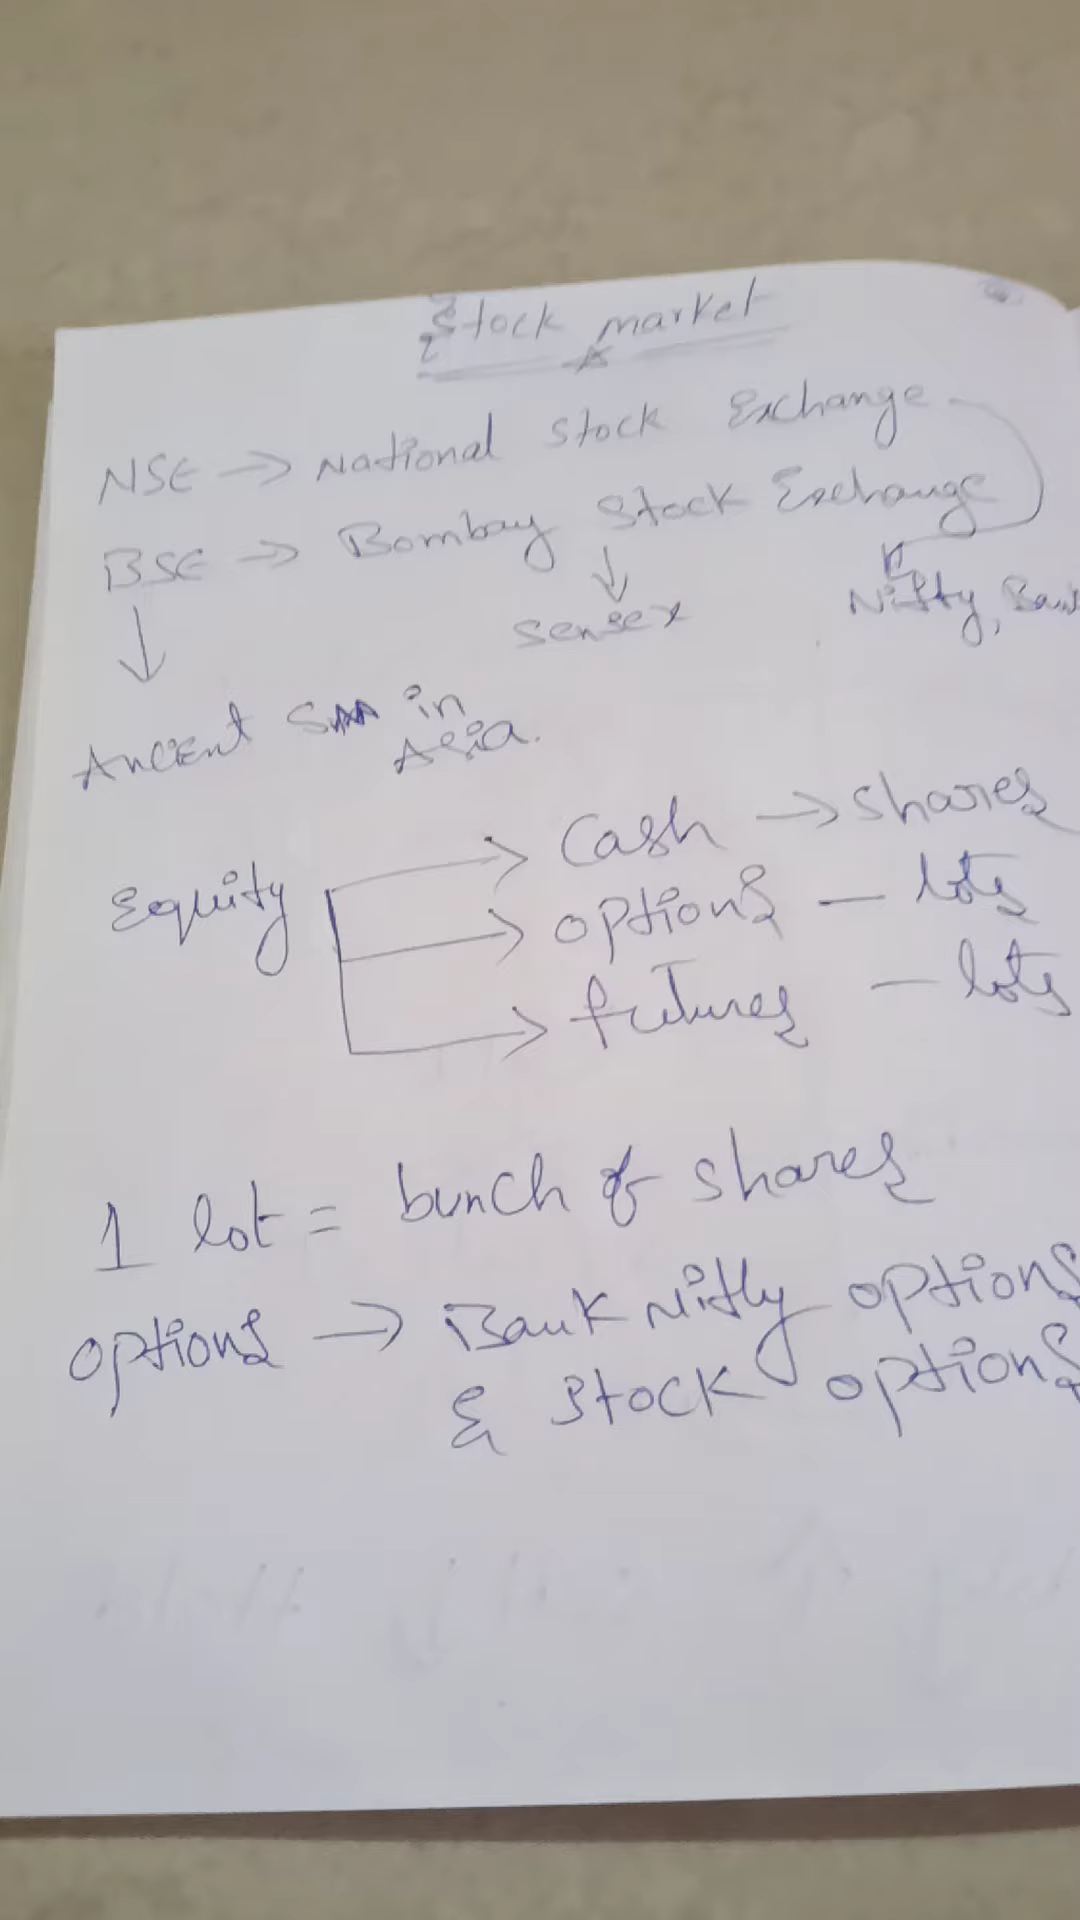 Stock market
NSE → National Stock Exchange
BSE → Bombay Stock Exchange
↓ Sensex
Nifty,
Ancient in
Asia.
Equity → Cash → shares
→ options — lots
→ futures — lots
1 lot = bunch of shares
options → Bank Nifty options
& Stock options